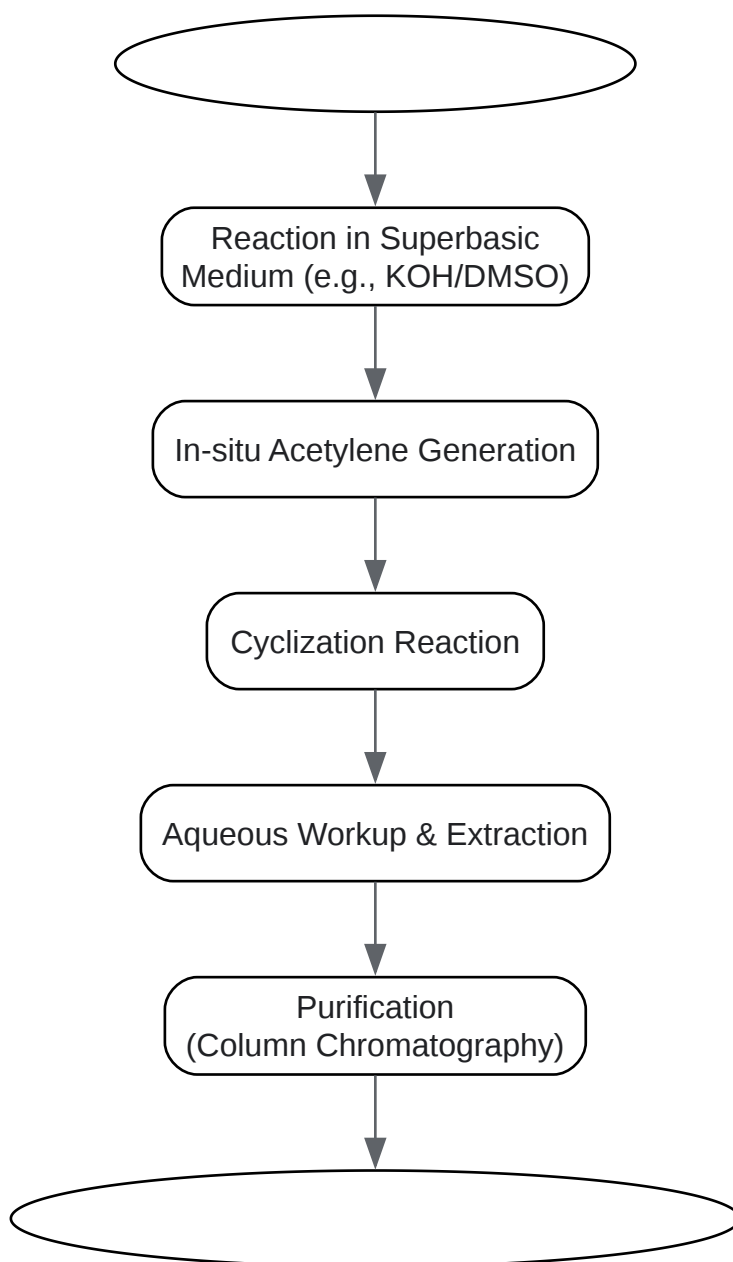 Reaction in Superbasic
Medium (e.g., KOH/DMSO)
In-situ Acetylene Generation
Cyclization Reaction
Aqueous Workup & Extraction
Purification
(Column Chromatography)